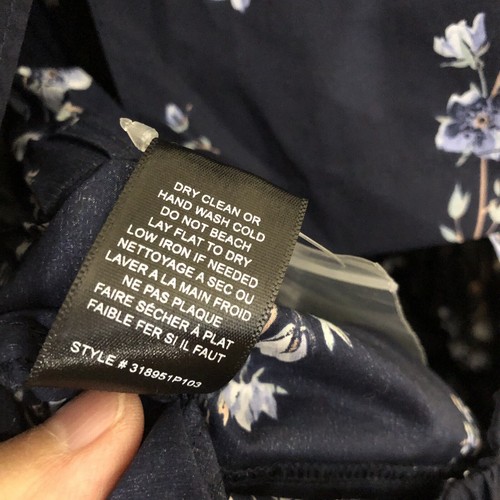 DRY CLEAN OR
HAND WASH COLD
DO NOT BEACH
LAY FLAT TO DRY
LOW IRON IF NEEDED
NETTOYAGE A SEC OU
LAVER A LA MAIN FROID
NE PAS PLAQUE
FAIRE SÉCHER À PLAT
FAIBLE FER SI IL FAUT
STYLE # 318951P103